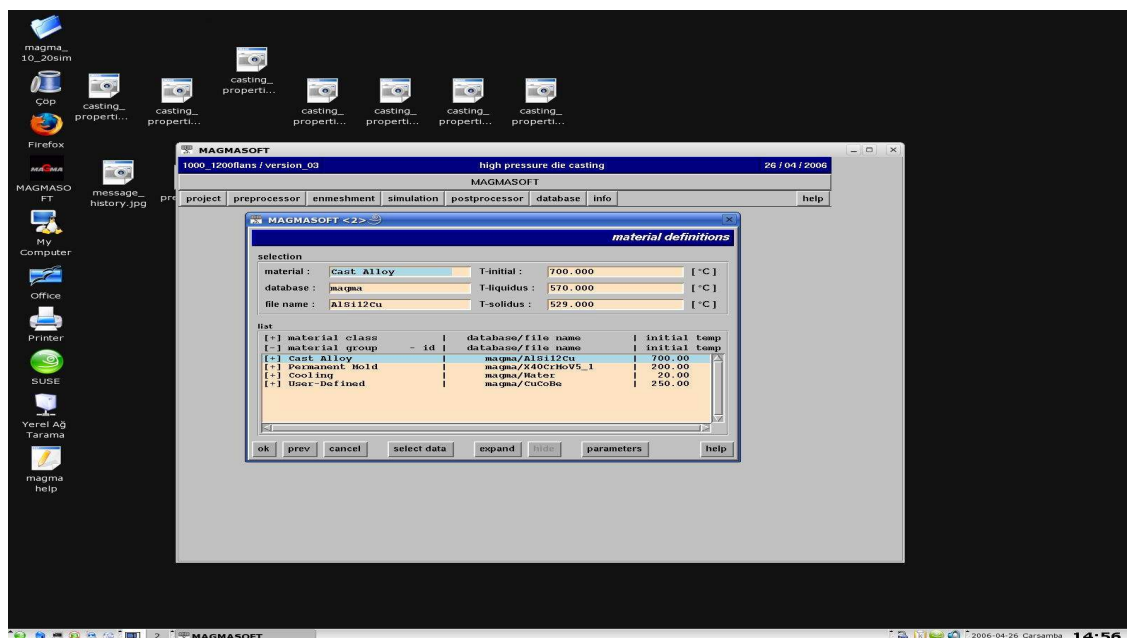 magma_
10_20sim
Çöp
Firefox
MAGMA
MAGMASO
FT
My
Computer
Office
Printer
SUSE
Yerel Ağ
Tarama
magma
help
casting_
properti...
casting_
properti...
casting_
properti...
casting_
properti...
casting_
properti...
casting_
properti...
casting_
properti...
message_
history.jpg
pre
MAGMASOFT
1000_1200flans / version_03 high pressure die casting 26 / 04 / 2006
MAGMASOFT
project preprocessor enmeshment simulation postprocessor database info help
MAGMASOFT <2>
material definitions
selection
material : Cast Alloy T-initial : 700.000 [ °C ]
database : magma T-liquidus : 570.000 [ °C ]
file name : AlSi12Cu T-solidus : 529.000 [ °C ]
list
[+] material class | database/file name | initial temp
[-] material group - id | database/file name | initial temp
[+] Cast Alloy | magma/AlSi12Cu | 700.00
[+] Permanent Mold | magma/X40CrMoV5_1 | 200.00
[+] Cooling | magma/Water | 20.00
[+] User-Defined | magma/CuCoBe | 250.00
ok prev cancel select data expand hide parameters help
2 MAGMASOFT 2006-04-26 Çarşamba 14:56